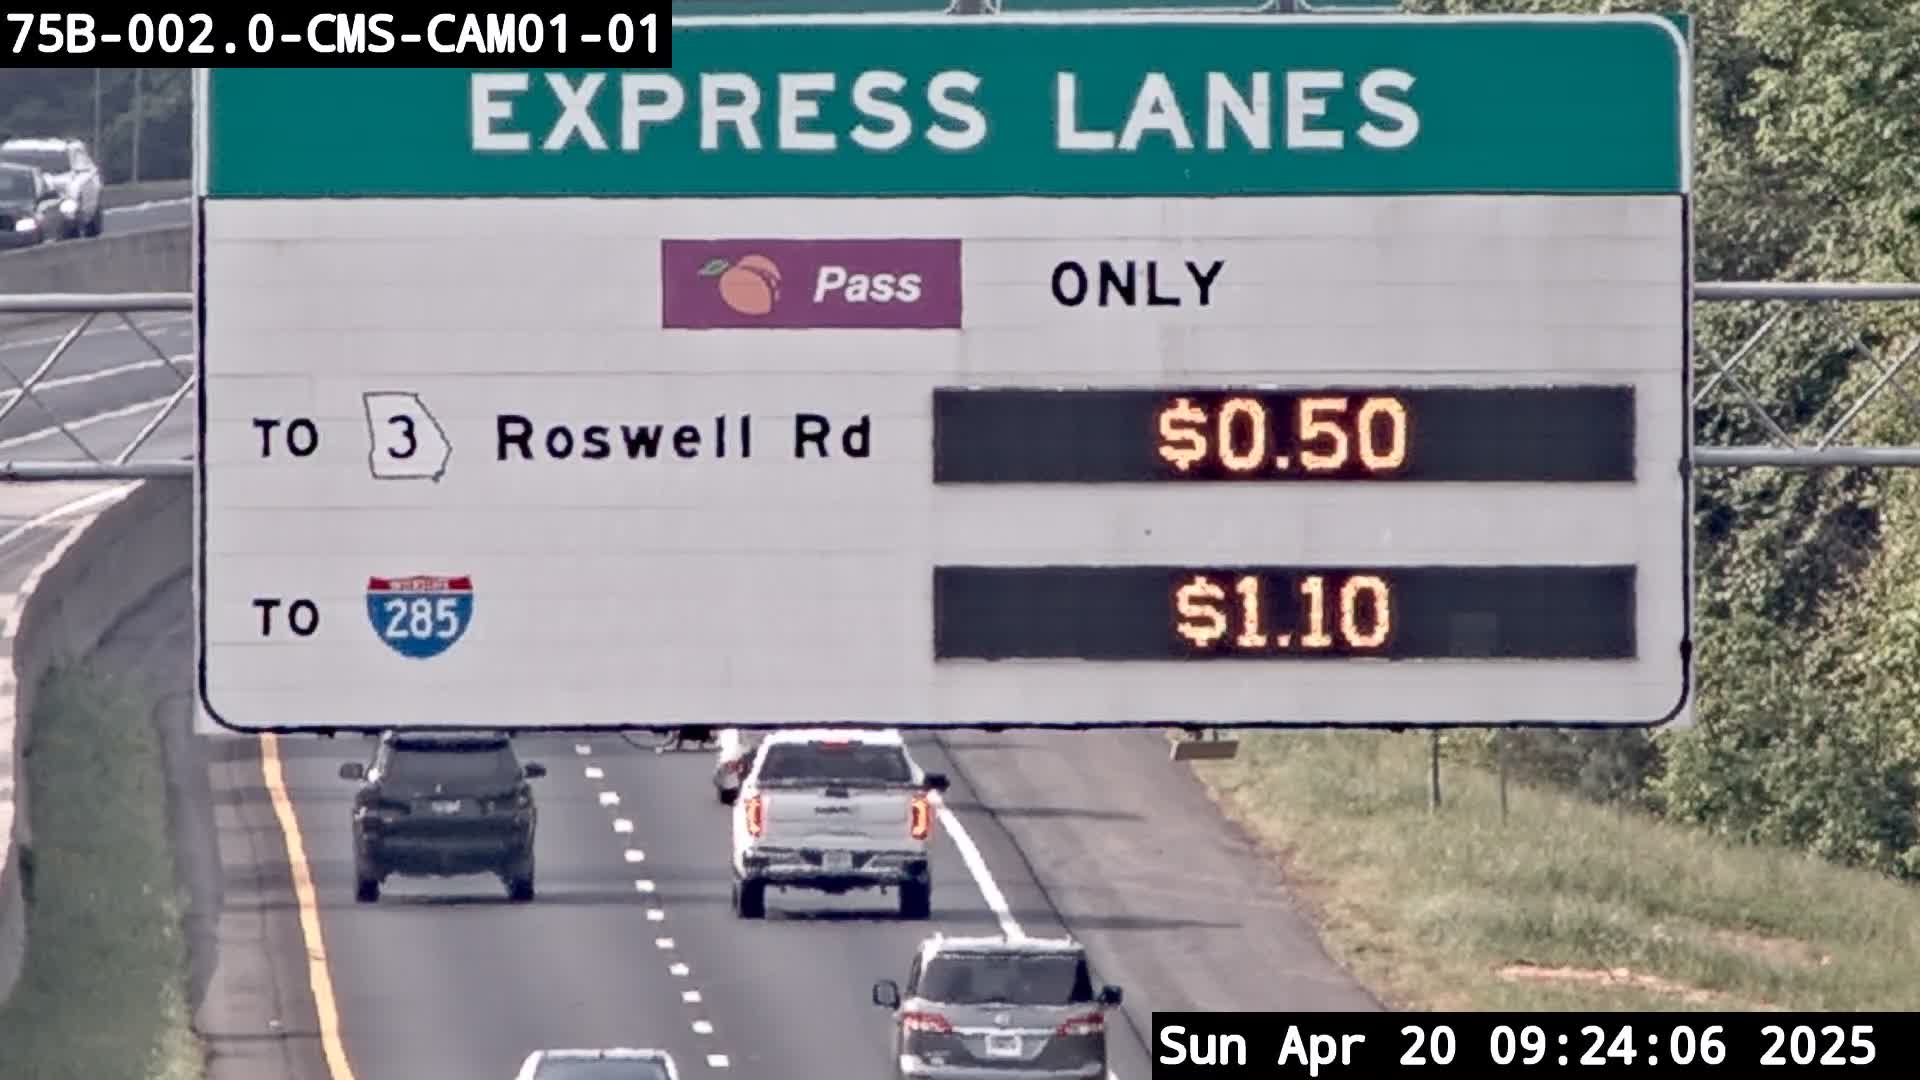 75B-002.0-CMS-CAM01-01
EXPRESS LANES
Pass ONLY
TO 3 Roswell Rd $0.50
INTERSTATE
TO 285 $1.10
Sun Apr 20 09:24:06 2025